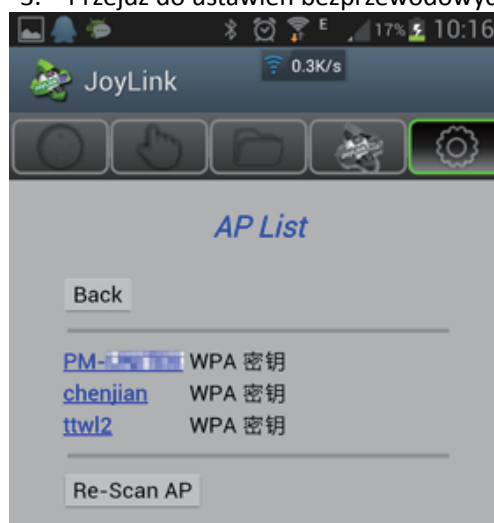 3. Przejdź do ustawień bezprzewodowyc
E 17% 10:16
0.3K/s
JoyLink
AP List
Back
PM- WPA 密钥
chenjian WPA 密钥
ttwl2 WPA 密钥
Re-Scan AP